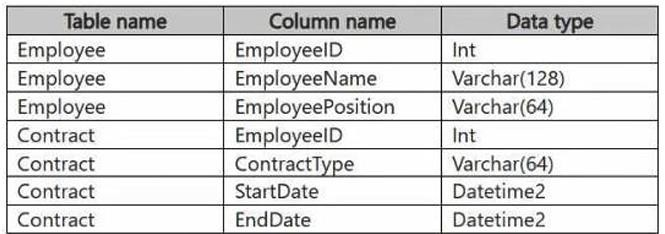 Table name Column name Data type
Employee EmployeeID Int
Employee EmployeeName Varchar(128)
Employee EmployeePosition Varchar(64)
Contract EmployeeID Int
Contract ContractType Varchar(64)
Contract StartDate Datetime2
Contract EndDate Datetime2